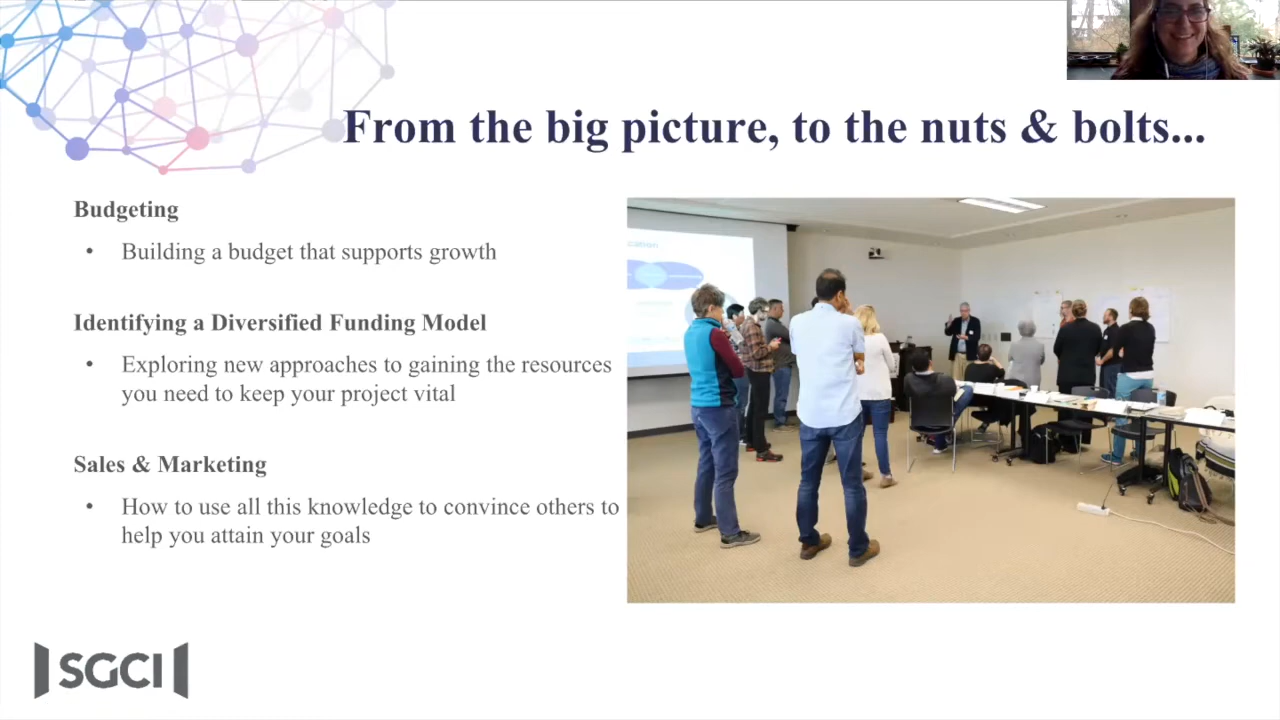 From the big picture, to the nuts & bolts...
Budgeting
• Building a budget that supports growth
Identifying a Diversified Funding Model
• Exploring new approaches to gaining the resources
you need to keep your project vital
Sales & Marketing
• How to use all this knowledge to convince others to
help you attain your goals
SGCI